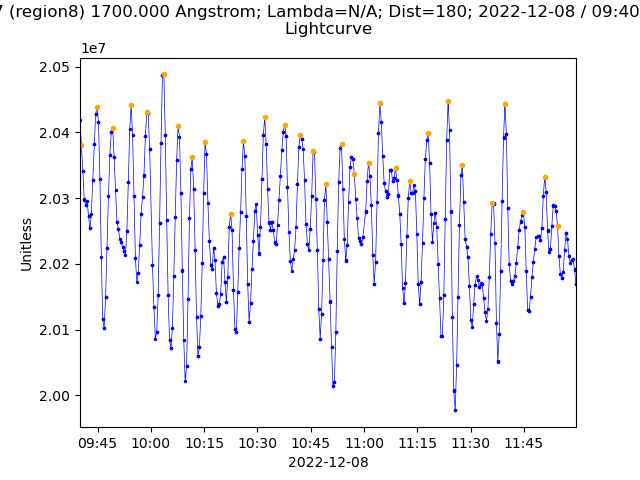 (region8) 1700.000 Angstrom; Lambda=N/A; Dist=180; 2022-12-08 / 09:40
Lightcurve
1e7
2.05
2.04
2.03
2.02
2.01
2.00
Unitless
09:45 10:00 10:15 10:30 10:45 11:00 11:15 11:30 11:45
2022-12-08